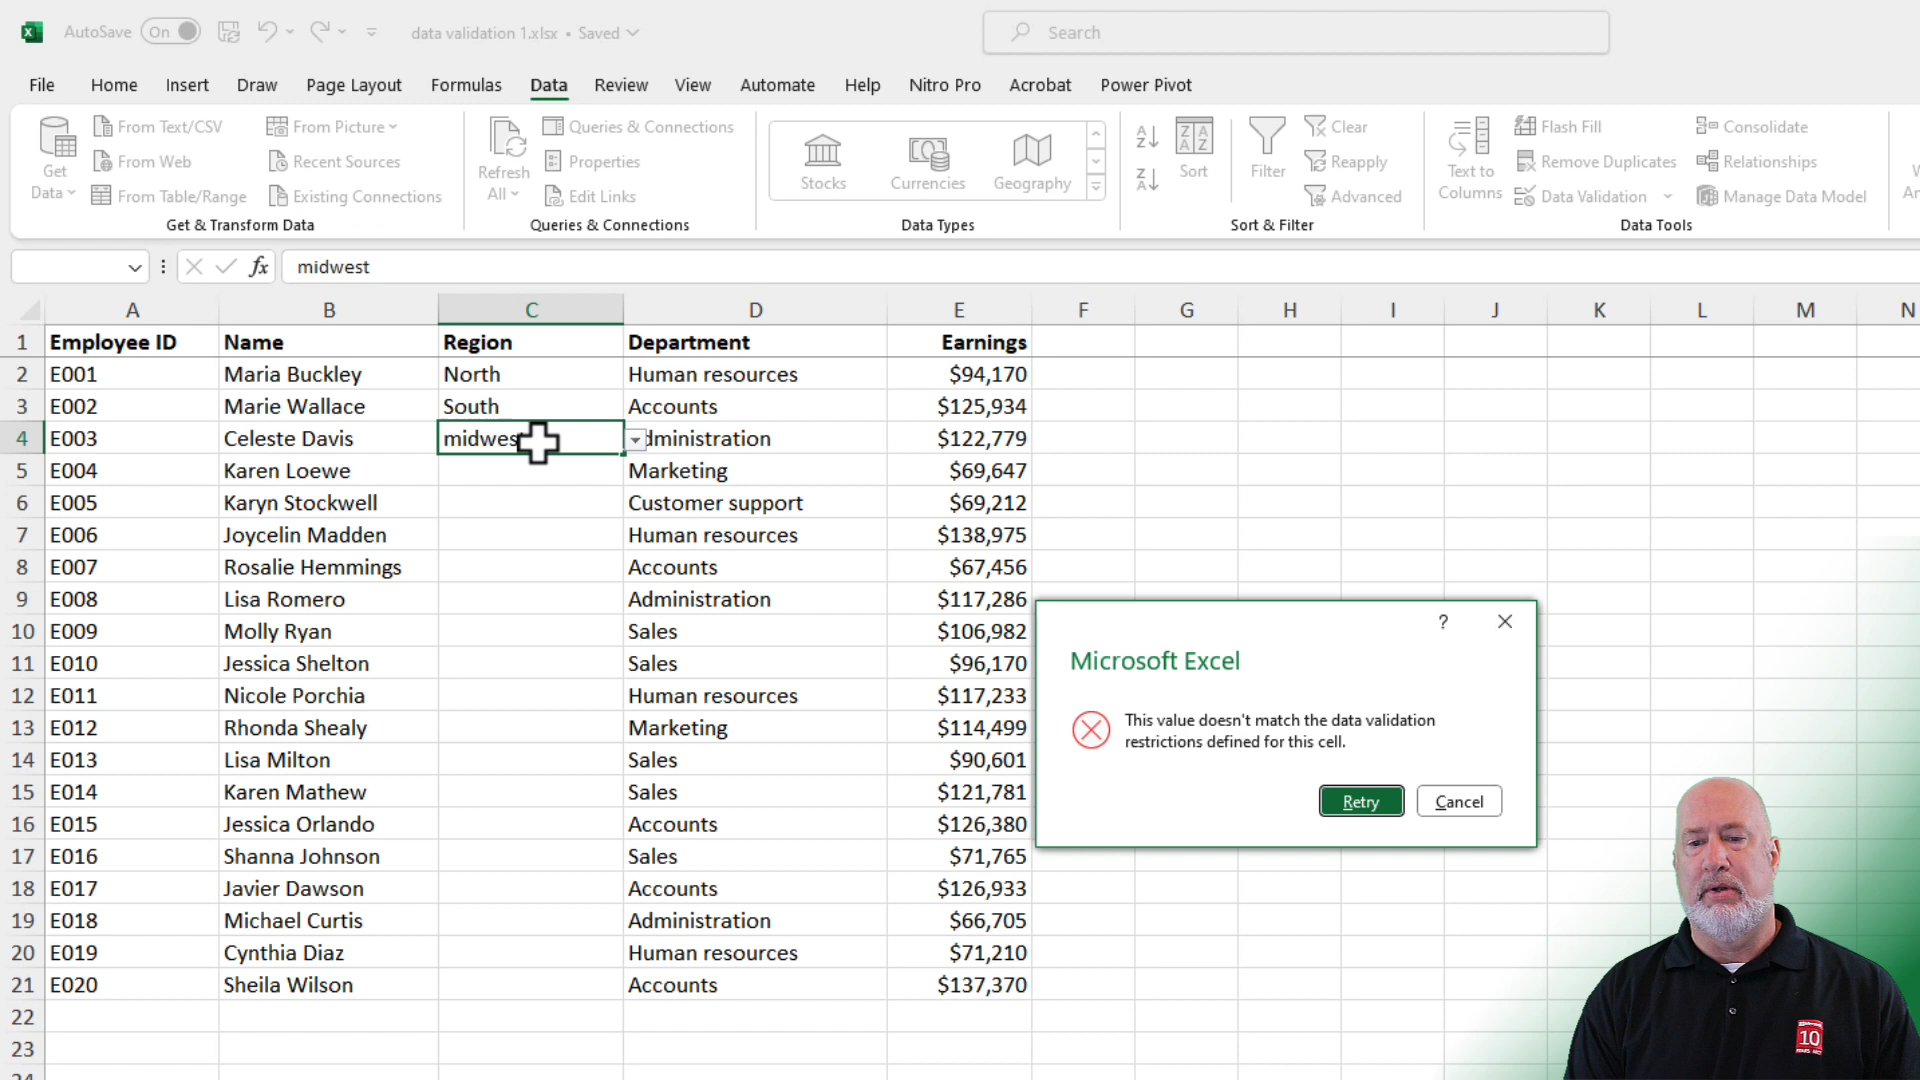 AutoSave On data validation 1.xlsx • Saved Search
File Home Insert Draw Page Layout Formulas Data Review View Automate Help Nitro Pro Acrobat Power Pivot
Get Data
From Text/CSV
From Web
From Table/Range
From Picture
Recent Sources
Existing Connections
Get & Transform Data
Refresh All
Queries & Connections
Properties
Edit Links
Queries & Connections
Stocks Currencies Geography
Data Types
Sort
Filter
Clear
Reapply
Advanced
Sort & Filter
Text to Columns
Flash Fill
Remove Duplicates
Data Validation
Consolidate
Relationships
Manage Data Model
Data Tools
fx midwest
A B C D E F G H I J K L M N
1 Employee ID Name Region Department Earnings
2 E001 Maria Buckley North Human resources $94,170
3 E002 Marie Wallace South Accounts $125,934
4 E003 Celeste Davis midwest dministration $122,779
5 E004 Karen Loewe Marketing $69,647
6 E005 Karyn Stockwell Customer support $69,212
7 E006 Joycelin Madden Human resources $138,975
8 E007 Rosalie Hemmings Accounts $67,456
9 E008 Lisa Romero Administration $117,286
10 E009 Molly Ryan Sales $106,982
11 E010 Jessica Shelton Sales $96,170
12 E011 Nicole Porchia Human resources $117,233
13 E012 Rhonda Shealy Marketing $114,499
14 E013 Lisa Milton Sales $90,601
15 E014 Karen Mathew Sales $121,781
16 E015 Jessica Orlando Accounts $126,380
17 E016 Shanna Johnson Sales $71,765
18 E017 Javier Dawson Accounts $126,933
19 E018 Michael Curtis Administration $66,705
20 E019 Cynthia Diaz Human resources $71,210
21 E020 Sheila Wilson Accounts $137,370
22
23
24
?
Microsoft Excel
This value doesn't match the data validation
restrictions defined for this cell.
Retry Cancel
10